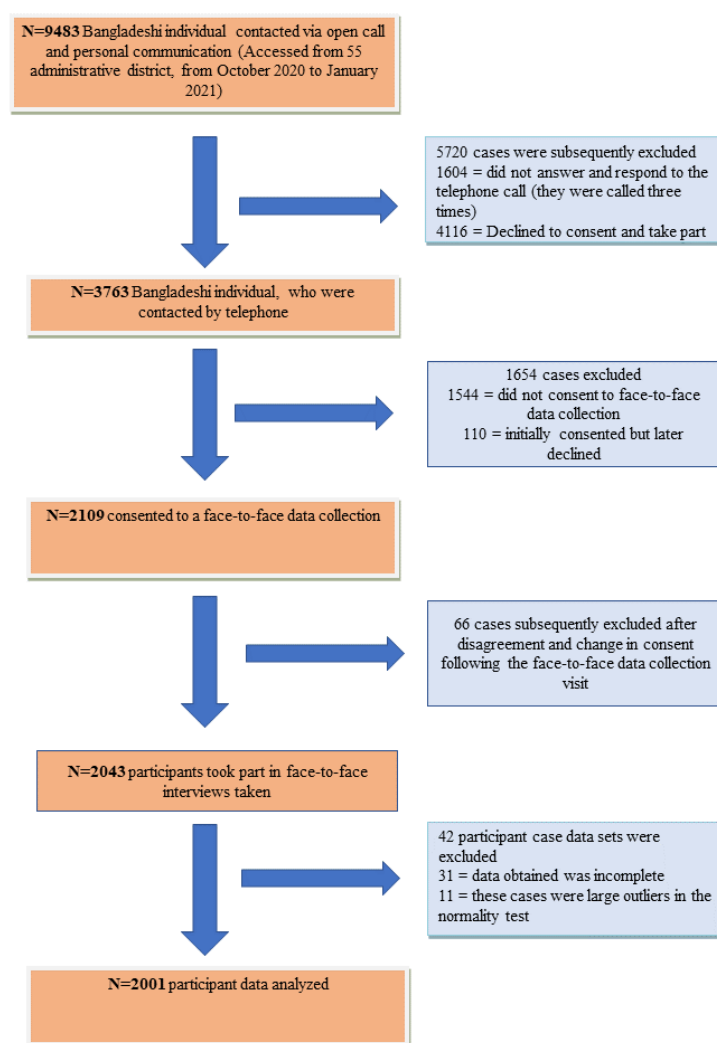 N=9483 Bangladeshi individual contacted via open call
and personal communication (Accessed from 55
administrative district, from October 2020 to January
2021)
5720 cases were subsequently excluded
1604 = did not answer and respond to the
telephone call (they were called three
times)
4116 = Declined to consent and take part
N=3763 Bangladeshi individual, who were
contacted by telephone
1654 cases excluded
1544 = did not consent to face-to-face
data collection
110 = initially consented but later
declined
N=2109 consented to a face-to-face data collection
66 cases subsequently excluded after
disagreement and change in consent
following the face-to-face data collection
visit
N=2043 participants took part in face-to-face
interviews taken
42 participant case data sets were
excluded
31 = data obtained was incomplete
11 = these cases were large outliers in the
normality test
N=2001 participant data analyzed